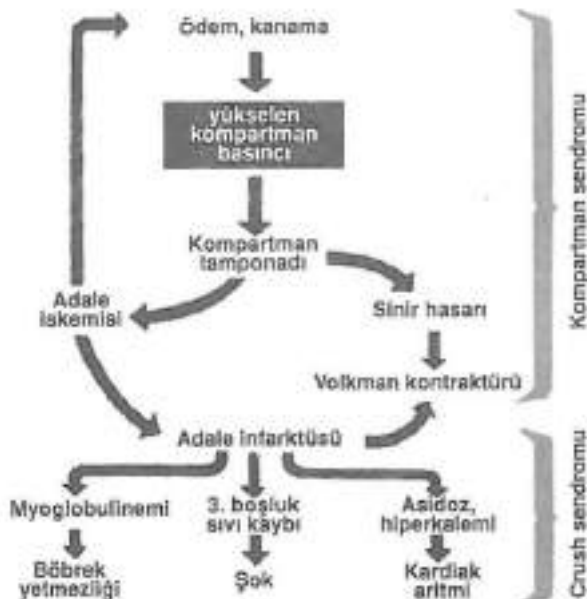 ödem, kanama
yükselen
kompartman
basıncı
Kompartman
tamponadı
Adale
iskemisi
Sinir hasarı
Volkman kontraktürü
Kompartman sendromu
Adale infarktüsü
Myoglobulinemi
3. boşluk
sıvı kaybı
Asidoz,
hiperkalemi
Böbrek
yetmezliği
Şok
Kardiak
aritmi
Crush sendromu